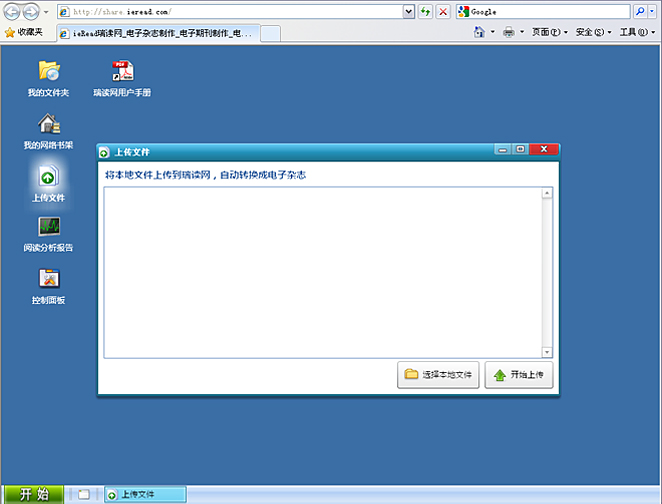 http://share.ieread.com/
Google
收藏夹
ieRead瑞读网_电子杂志制作_电子期刊制作_电...
页面(P)
安全(S)
工具(O)
我的文件夹
瑞读网用户手册
我的网络书架
上传文件
阅读分析报告
控制面板
上传文件
将本地文件上传到瑞读网，自动转换成电子杂志
选择本地文件
开始上传
开始
上传文件